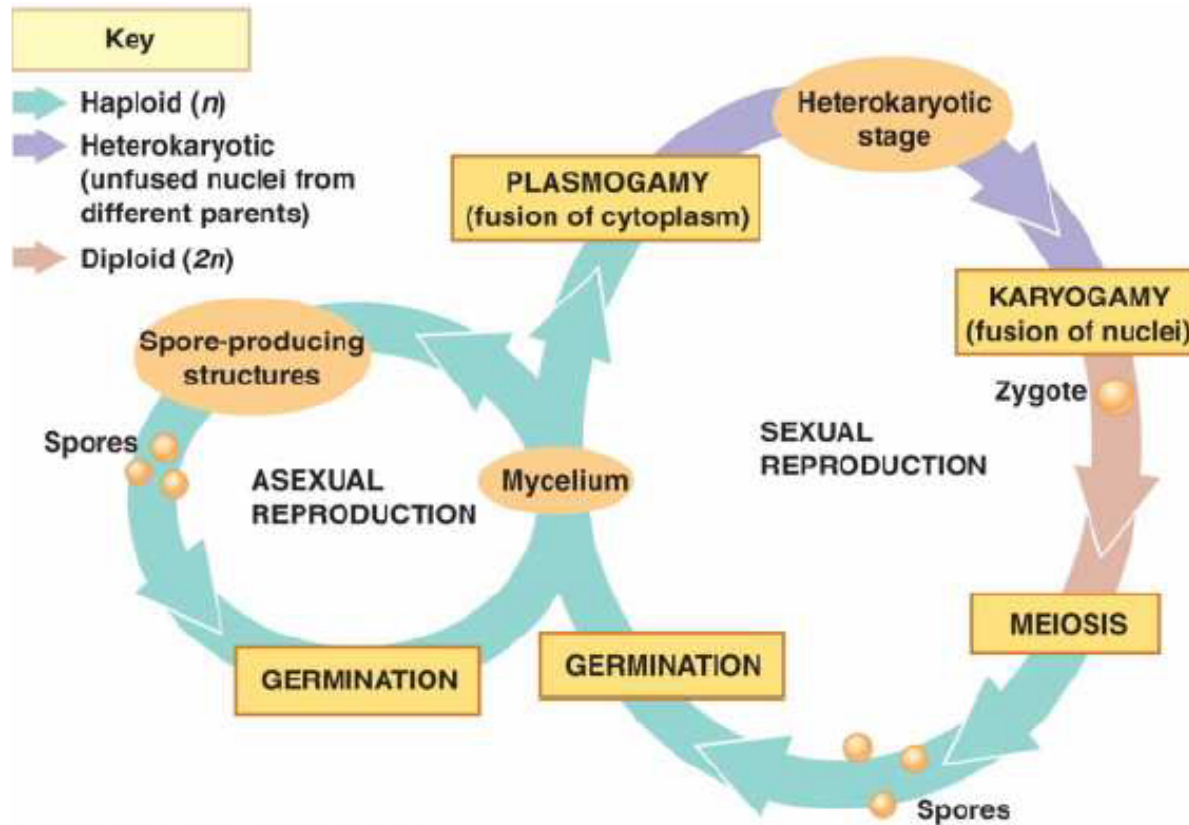 Key
Haploid (n)
Heterokaryotic
(unfused nuclei from
different parents)
Diploid (2n)
Heterokaryotic
stage
PLASMOGAMY
(fusion of cytoplasm)
KARYOGAMY
(fusion of nuclei)
Spore-producing
structures
Zygote
Spores
ASEXUAL
REPRODUCTION
Mycelium
SEXUAL
REPRODUCTION
MEIOSIS
GERMINATION
GERMINATION
Spores